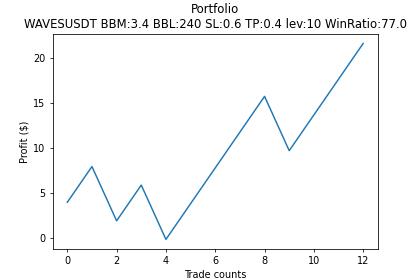 Portfolio
WAVESUSDT BBM:3.4 BBL:240 SL:0.6 TP:0.4 lev:10 WinRatio:77.0
20
15
10
5
0
Profit ($)
0 2 4 6 8 10 12
Trade counts